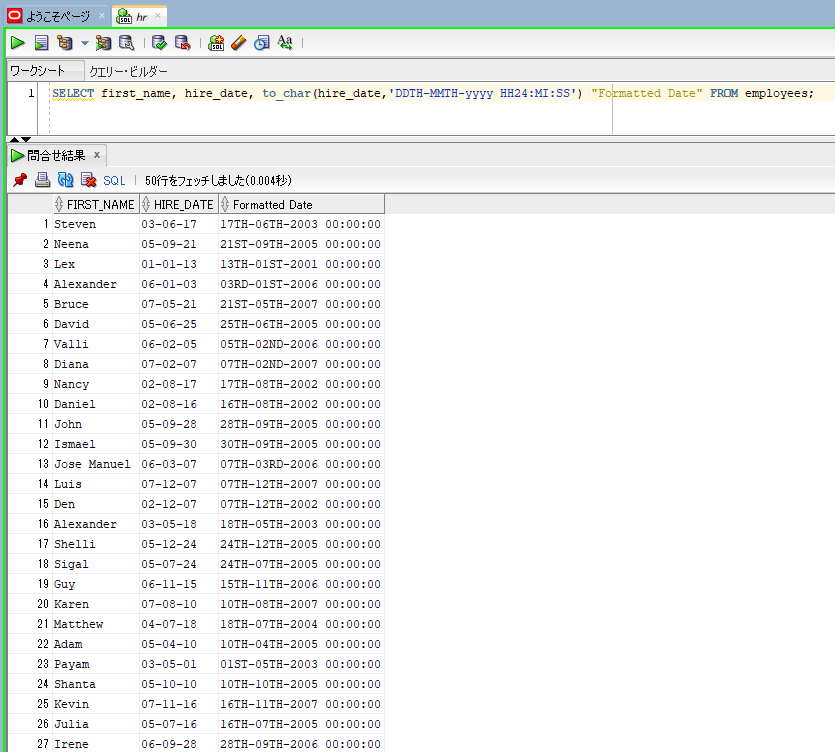 ようこそページ hr
SQL SQL Aa
ワークシート クエリー・ビルダー
1 SELECT first_name, hire_date, to_char(hire_date,'DDTH-MMTH-yyyy HH24:MI:SS') "Formatted Date" FROM employees;
問合せ結果 x
SQL | 50行をフェッチしました(0.004秒)
FIRST_NAME HIRE_DATE Formatted Date
1 Steven 03-06-17 17TH-06TH-2003 00:00:00
2 Neena 05-09-21 21ST-09TH-2005 00:00:00
3 Lex 01-01-13 13TH-01ST-2001 00:00:00
4 Alexander 06-01-03 03RD-01ST-2006 00:00:00
5 Bruce 07-05-21 21ST-05TH-2007 00:00:00
6 David 05-06-25 25TH-06TH-2005 00:00:00
7 Valli 06-02-05 05TH-02ND-2006 00:00:00
8 Diana 07-02-07 07TH-02ND-2007 00:00:00
9 Nancy 02-08-17 17TH-08TH-2002 00:00:00
10 Daniel 02-08-16 16TH-08TH-2002 00:00:00
11 John 05-09-28 28TH-09TH-2005 00:00:00
12 Ismael 05-09-30 30TH-09TH-2005 00:00:00
13 Jose Manuel 06-03-07 07TH-03RD-2006 00:00:00
14 Luis 07-12-07 07TH-12TH-2007 00:00:00
15 Den 02-12-07 07TH-12TH-2002 00:00:00
16 Alexander 03-05-18 18TH-05TH-2003 00:00:00
17 Shelli 05-12-24 24TH-12TH-2005 00:00:00
18 Sigal 05-07-24 24TH-07TH-2005 00:00:00
19 Guy 06-11-15 15TH-11TH-2006 00:00:00
20 Karen 07-08-10 10TH-08TH-2007 00:00:00
21 Matthew 04-07-18 18TH-07TH-2004 00:00:00
22 Adam 05-04-10 10TH-04TH-2005 00:00:00
23 Payam 03-05-01 01ST-05TH-2003 00:00:00
24 Shanta 05-10-10 10TH-10TH-2005 00:00:00
25 Kevin 07-11-16 16TH-11TH-2007 00:00:00
26 Julia 05-07-16 16TH-07TH-2005 00:00:00
27 Irene 06-09-28 28TH-09TH-2006 00:00:00